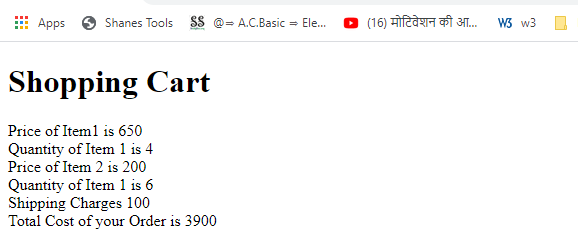 Apps Shanes Tools SS @⇒ A.C.Basic ⇒ Ele... (16) मोटिवेशन की आ... W3 w3
Shopping Cart
Price of Item1 is 650
Quantity of Item 1 is 4
Price of Item 2 is 200
Quantity of Item 1 is 6
Shipping Charges 100
Total Cost of your Order is 3900